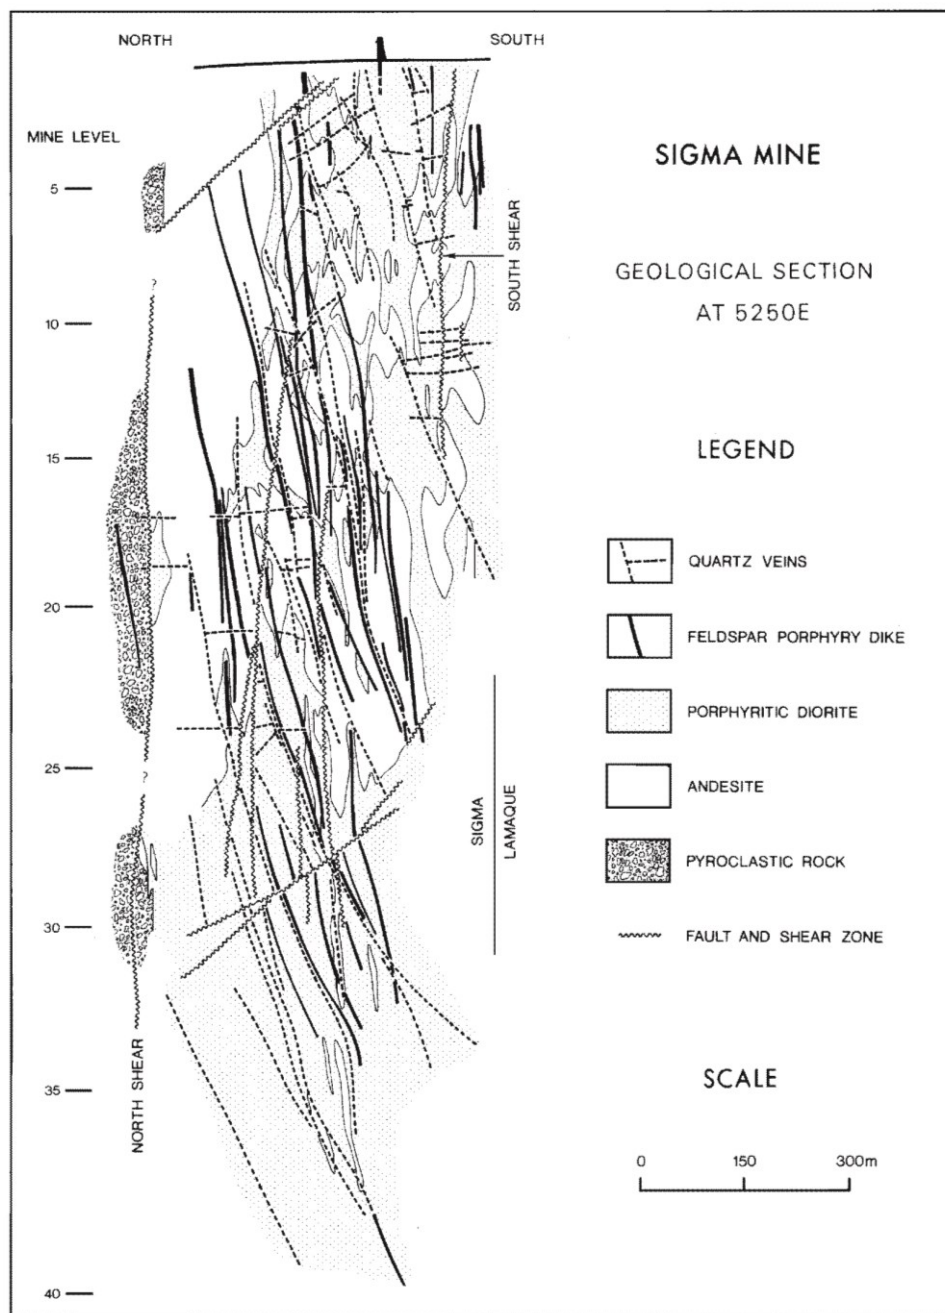 NORTH
SOUTH
MINE LEVEL
5
10
15
20
25
30
35
40
SOUTH SHEAR
NORTH SHEAR
SIGMA
LAMAQUE
SIGMA MINE
GEOLOGICAL SECTION
AT 5250E
LEGEND
QUARTZ VEINS
FELDSPAR PORPHYRY DIKE
PORPHYRITIC DIORITE
ANDESITE
PYROCLASTIC ROCK
FAULT AND SHEAR ZONE
SCALE
0 150 300m